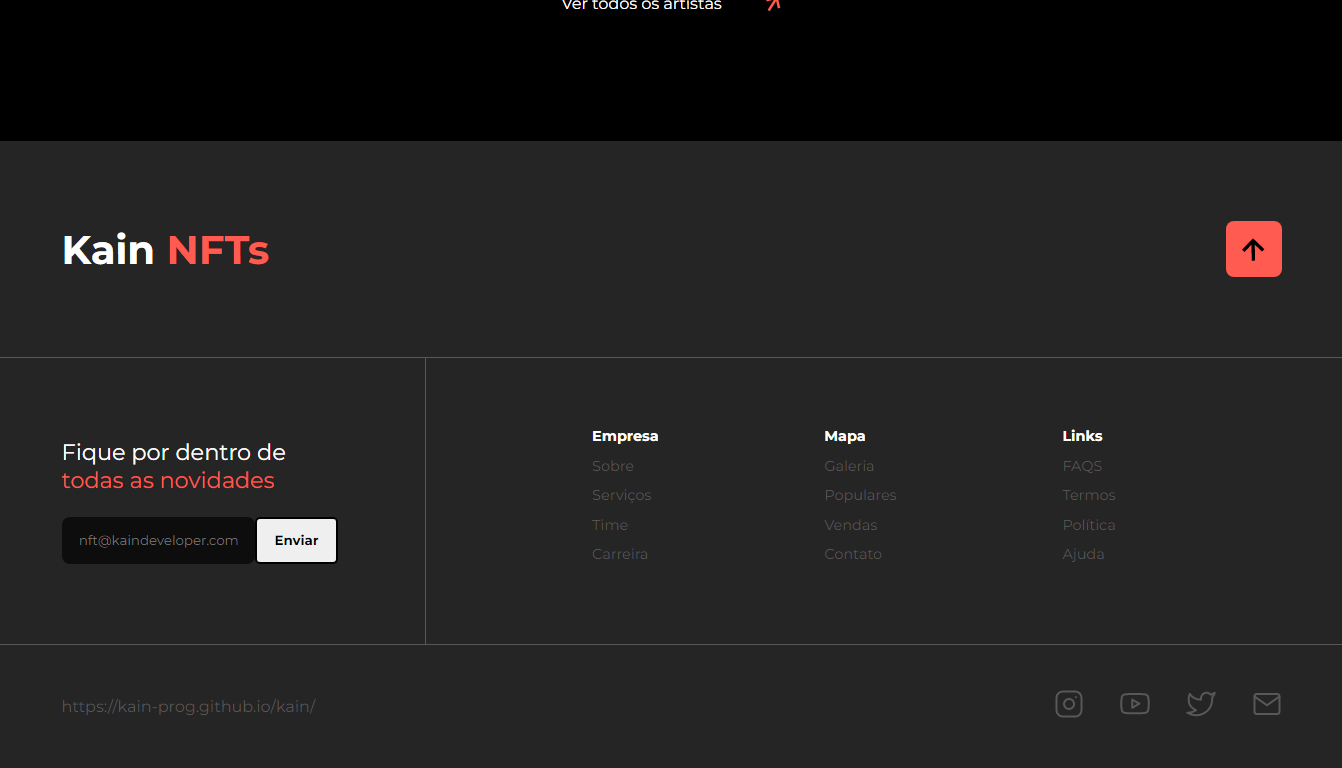 Ver todos os artistas
Kain NFTs
Fique por dentro de
todas as novidades
nft@kaindeveloper.com
Enviar
Empresa
Sobre
Serviços
Time
Carreira
Mapa
Galeria
Populares
Vendas
Contato
Links
FAQS
Termos
Política
Ajuda
https://kain-prog.github.io/kain/